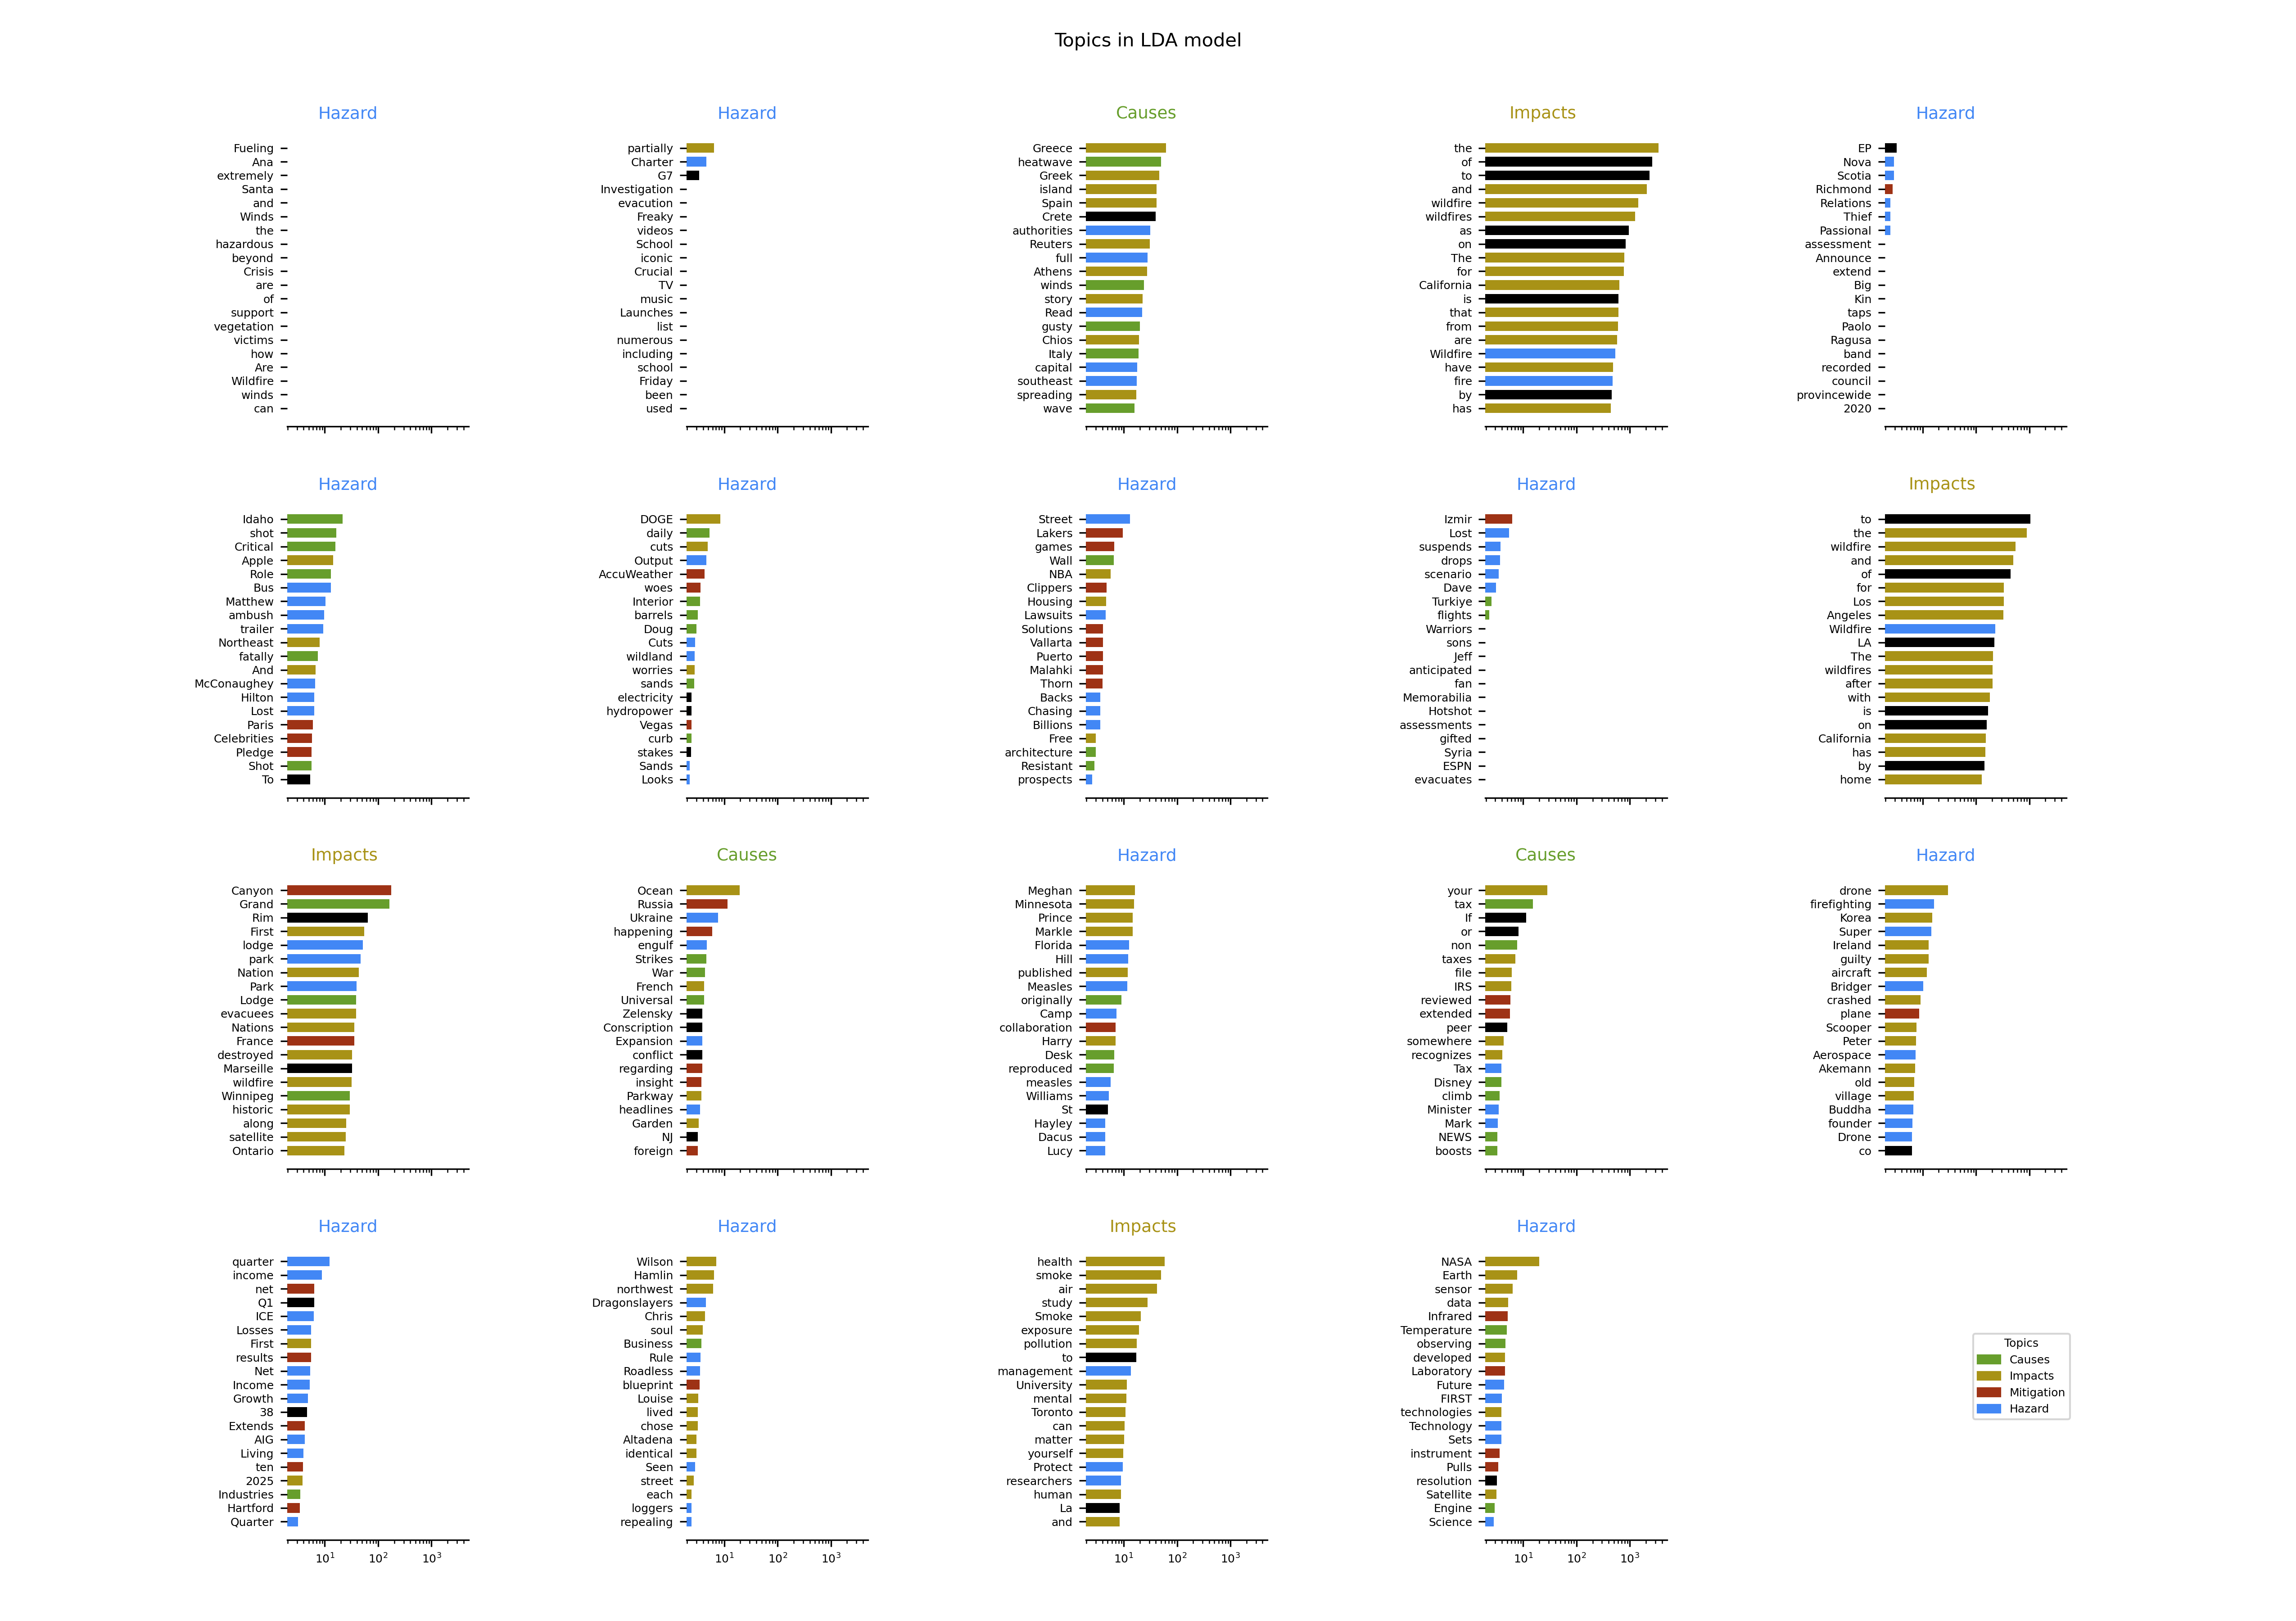 Topics in LDA model
Hazard
Fueling
Ana
extremely
Santa
and
Winds
the
hazardous
beyond
Crisis
are
of
support
vegetation
victims
how
Are
Wildfire
winds
can
Hazard
partially
Charter
G7
Investigation
evacution
Freaky
videos
School
iconic
Crucial
TV
music
Launches
list
numerous
including
school
Friday
been
used
Causes
Greece
heatwave
Greek
island
Spain
Crete
authorities
Reuters
full
Athens
winds
story
Read
gusty
Chios
Italy
capital
southeast
spreading
wave
Impacts
the
of
to
and
wildfire
wildfires
as
on
The
for
California
is
that
from
are
Wildfire
have
fire
by
has
Hazard
EP
Nova
Scotia
Richmond
Relations
Thief
Passional
assessment
Announce
extend
Big
Kin
taps
Paolo
Ragusa
band
recorded
council
provincewide
2020
Hazard
Idaho
shot
Critical
Apple
Role
Bus
Matthew
ambush
trailer
Northeast
fatally
And
McConaughey
Hilton
Lost
Paris
Celebrities
Pledge
Shot
To
Hazard
DOGE
daily
cuts
Output
AccuWeather
woes
Interior
barrels
Doug
Cuts
wildland
worries
sands
electricity
hydropower
Vegas
curb
stakes
Sands
Looks
Hazard
Street
Lakers
games
Wall
NBA
Clippers
Housing
Lawsuits
Solutions
Vallarta
Puerto
Malahki
Thorn
Backs
Chasing
Billions
Free
architecture
Resistant
prospects
Hazard
Izmir
Lost
suspends
drops
scenario
Dave
Turkiye
flights
Warriors
sons
Jeff
anticipated
fan
Memorabilia
Hotshot
assessments
gifted
Syria
ESPN
evacuates
Impacts
to
the
wildfire
and
of
for
Los
Angeles
Wildfire
LA
The
wildfires
after
with
is
on
California
has
by
home
Impacts
Canyon
Grand
Rim
First
lodge
park
Nation
Park
Lodge
evacuees
Nations
France
destroyed
Marseille
wildfire
Winnipeg
historic
along
satellite
Ontario
Causes
Ocean
Russia
Ukraine
happening
engulf
Strikes
War
French
Universal
Zelensky
Conscription
Expansion
conflict
regarding
insight
Parkway
headlines
Garden
NJ
foreign
Hazard
Meghan
Minnesota
Prince
Markle
Florida
Hill
published
Measles
originally
Camp
collaboration
Harry
Desk
reproduced
measles
Williams
St
Hayley
Dacus
Lucy
Causes
your
tax
If
or
non
taxes
file
IRS
reviewed
extended
peer
somewhere
recognizes
Tax
Disney
climb
Minister
Mark
NEWS
boosts
Hazard
drone
firefighting
Korea
Super
Ireland
guilty
aircraft
Bridger
crashed
plane
Scooper
Peter
Aerospace
Akemann
old
village
Buddha
founder
Drone
co
Hazard
quarter
income
net
Q1
ICE
Losses
First
results
Net
Income
Growth
38
Extends
AIG
Living
ten
2025
Industries
Hartford
Quarter
10¹ 10² 10³
Hazard
Wilson
Hamlin
northwest
Dragonslayers
Chris
soul
Business
Rule
Roadless
blueprint
Louise
lived
chose
Altadena
identical
Seen
street
each
loggers
repealing
10¹ 10² 10³
Impacts
health
smoke
air
study
Smoke
exposure
pollution
to
management
University
mental
Toronto
can
matter
yourself
Protect
researchers
human
La
and
10¹ 10² 10³
Hazard
NASA
Earth
sensor
data
Infrared
Temperature
observing
developed
Laboratory
Future
FIRST
technologies
Technology
Sets
instrument
Pulls
resolution
Satellite
Engine
Science
10¹ 10² 10³
Topics
Causes
Impacts
Mitigation
Hazard